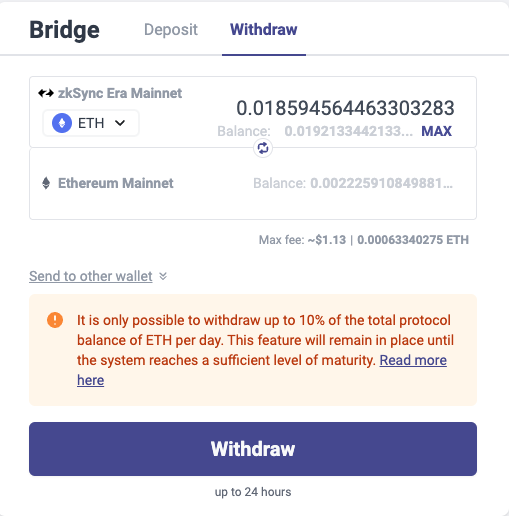 Bridge Deposit Withdraw
zkSync Era Mainnet
0.018594564463303283
ETH
Balance: 0.0192133442133... MAX
Ethereum Mainnet Balance: 0.002225910849881...
Max fee: ~$1.13 | 0.00063340275 ETH
Send to other wallet
It is only possible to withdraw up to 10% of the total protocol
balance of ETH per day. This feature will remain in place until
the system reaches a sufficient level of maturity. Read more
here
Withdraw
up to 24 hours